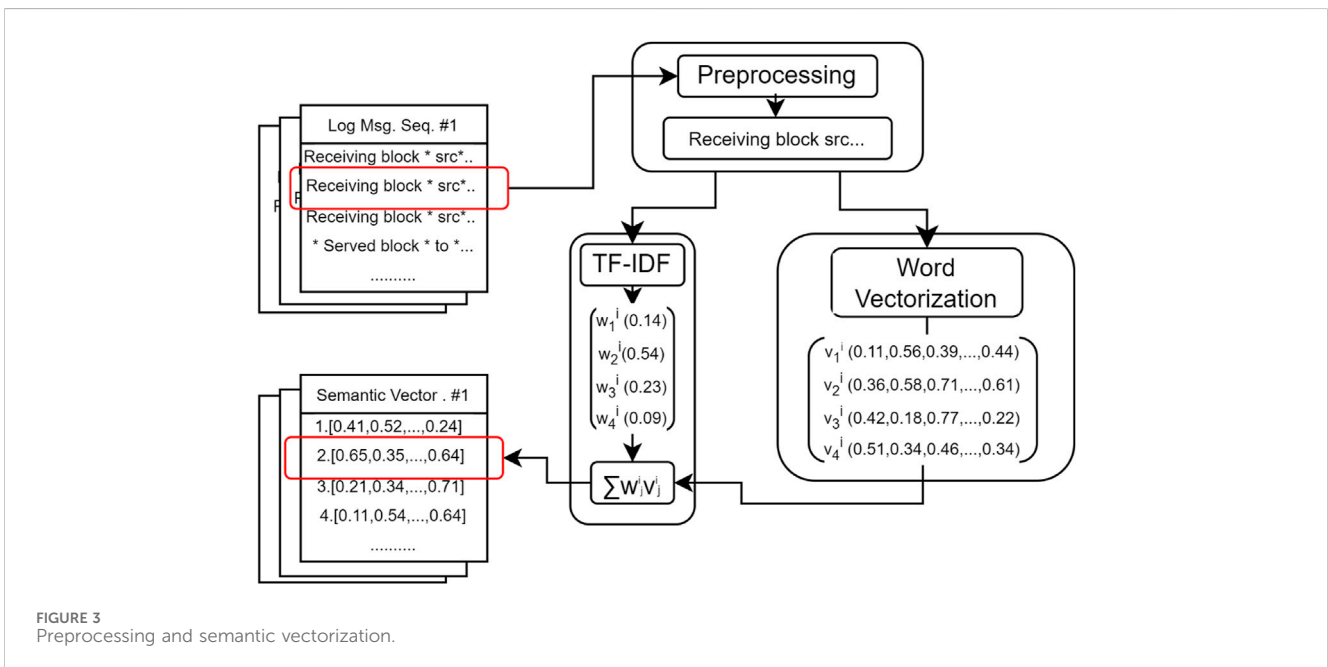 Preprocessing
Receiving block src...
Log Msg. Seq. #1
Receiving block * src*..
Receiving block * src*..
Receiving block * src*..
* Served block * to *...
..........
TF-IDF
w₁ⁱ (0.14)
w₂ⁱ(0.54)
w₃ⁱ (0.23)
w₄ⁱ (0.09)
∑wⱼⁱvⱼⁱ
Word
Vectorization
v₁ⁱ (0.11,0.56,0.39,...,0.44)
v₂ⁱ (0.36,0.58,0.71,...,0.61)
v₃ⁱ (0.42,0.18,0.77,...,0.22)
v₄ⁱ (0.51,0.34,0.46,...,0.34)
Semantic Vector . #1
1.[0.41,0.52,...,0.24]
2.[0.65,0.35,...,0.64]
3.[0.21,0.34,...,0.71]
4.[0.11,0.54,...,0.64]
..........
FIGURE 3
Preprocessing and semantic vectorization.